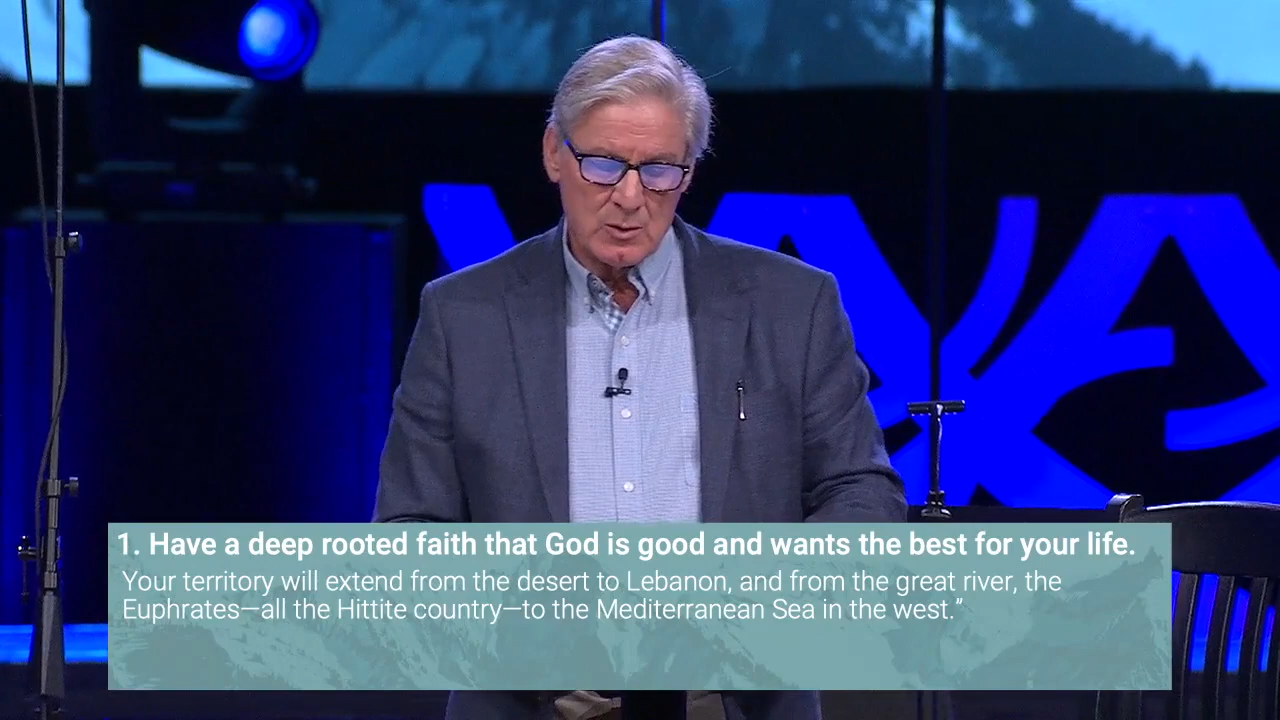 1. Have a deep rooted faith that God is good and wants the best for your life.
Your territory will extend from the desert to Lebanon, and from the great river, the
Euphrates—all the Hittite country—to the Mediterranean Sea in the west.”